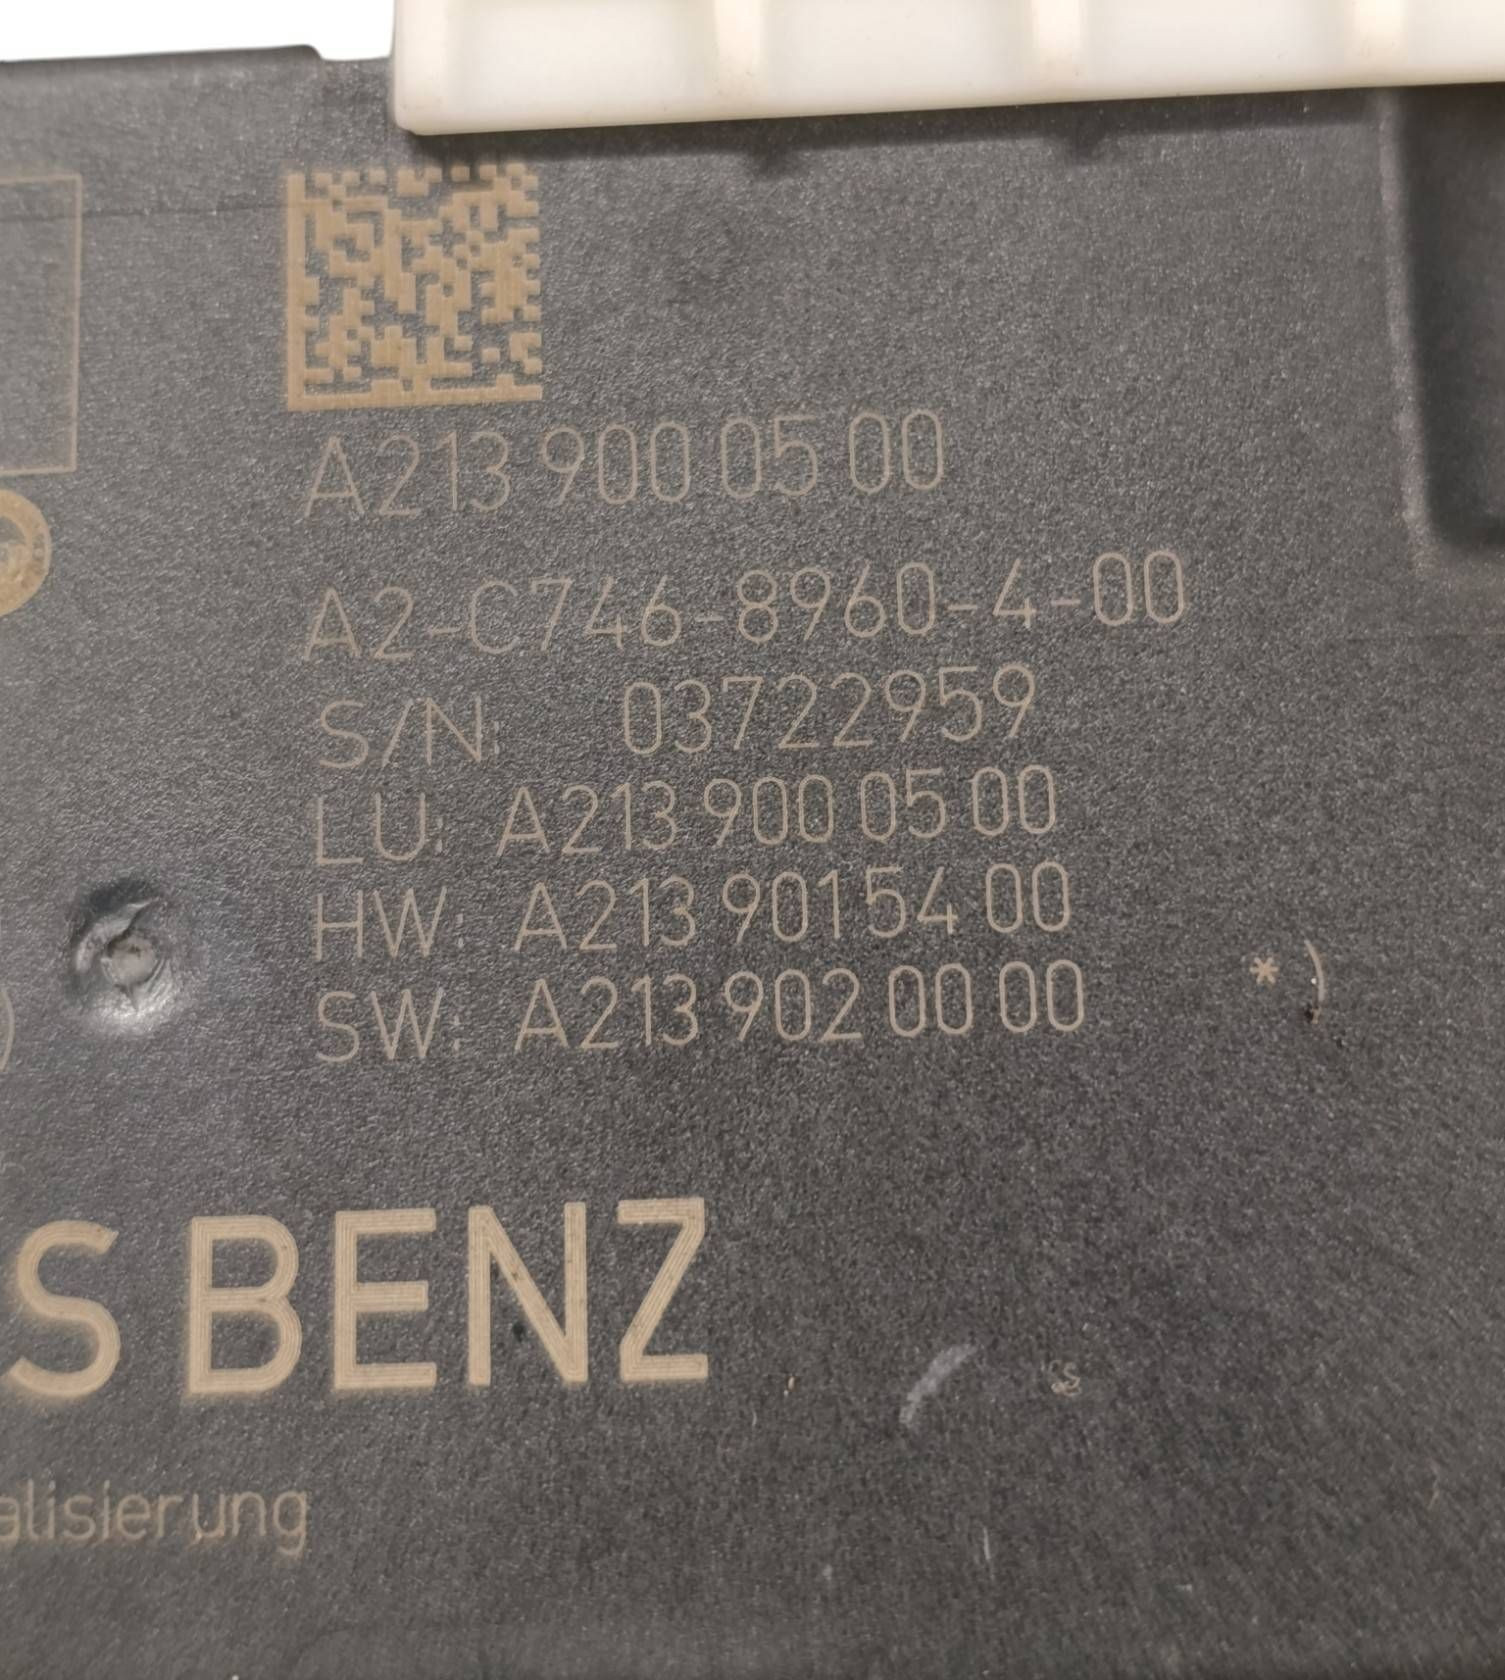 A213 900 05 00
A2-C746-8960-4-00
S/N: 03722959
LU: A213 900 05 00
HW: A213 901 54 00
SW: A213 902 00 00 *)
)
S BENZ
alisierung